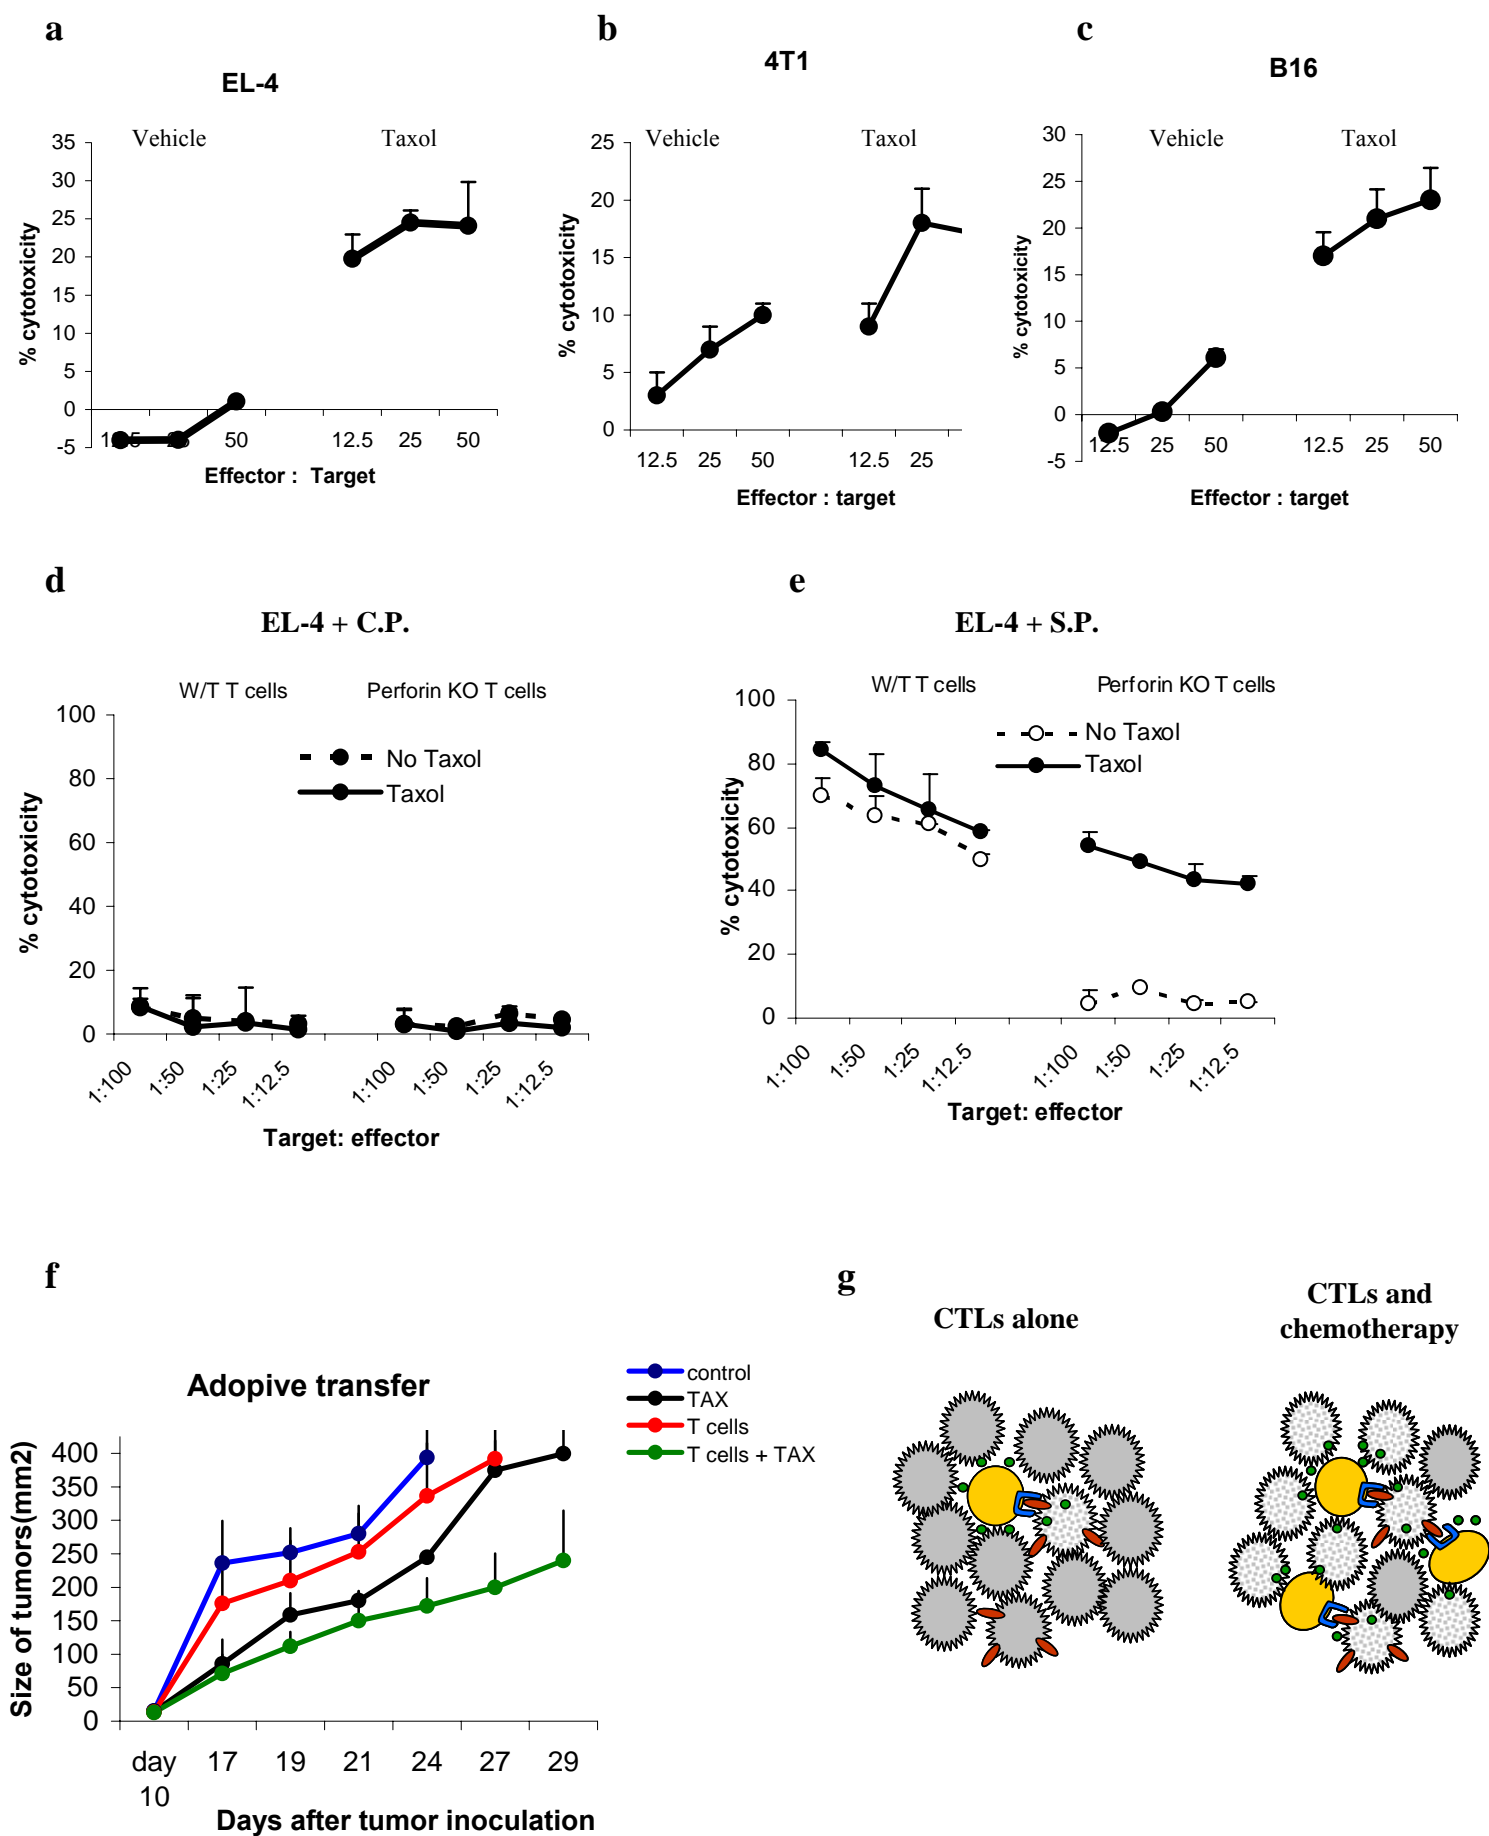 a
EL-4
Vehicle
Taxol
35
30
25
20
15
10
5
0
-5
% cytotoxicity
50
12.5
25
50
Effector : Target
b
4T1
Vehicle
Taxol
25
20
15
10
5
0
% cytotoxicity
12.5
25
50
12.5
25
Effector : target
c
B16
Vehicle
Taxol
30
25
20
15
10
5
0
-5
% cytotoxicity
12.5
25
50
12.5
25
50
Effector : target
d
EL-4 + C.P.
W/T T cells
Perforin KO T cells
No Taxol
Taxol
100
80
60
40
20
0
% cytotoxicity
1:100
1:50
1:25
1:12.5
1:100
1:50
1:25
1:12.5
Target: effector
e
EL-4 + S.P.
W/T T cells
Perforin KO T cells
No Taxol
Taxol
100
80
60
40
20
0
% cytotoxicity
1:100
1:50
1:25
1:12.5
1:100
1:50
1:25
1:12.5
Target: effector
f
Adopive transfer
control
TAX
T cells
T cells + TAX
400
350
300
250
200
150
100
50
0
Size of tumors(mm2)
day
10
17
19
21
24
27
29
Days after tumor inoculation
g
CTLs alone
CTLs and
chemotherapy